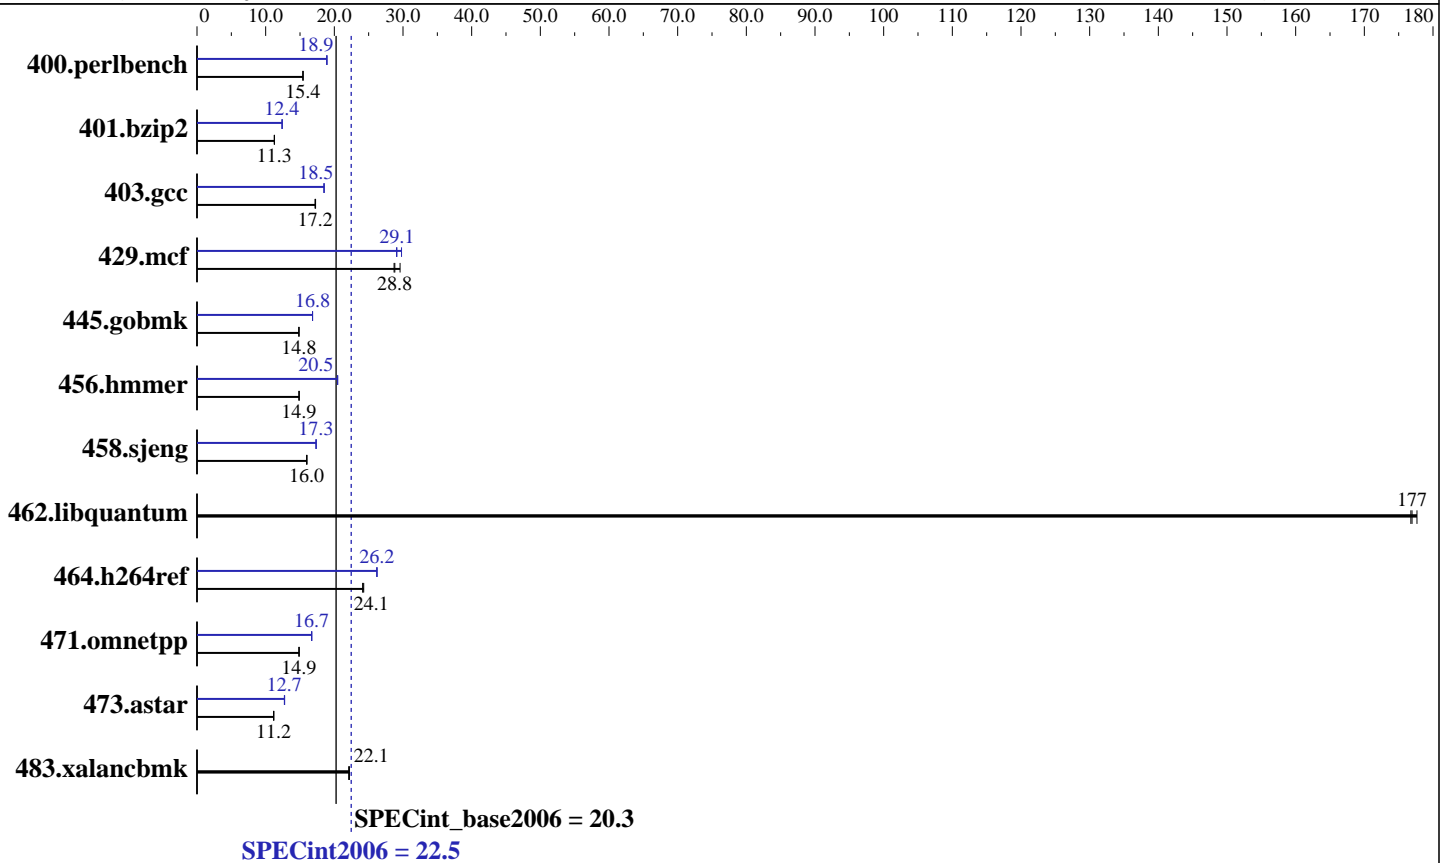 0 10.0 20.0 30.0 40.0 50.0 60.0 70.0 80.0 90.0 100 110 120 130 140 150 160 170 180
400.perlbench
18.9
15.4
401.bzip2
12.4
11.3
403.gcc
18.5
17.2
429.mcf
29.1
28.8
445.gobmk
16.8
14.8
456.hmmer
20.5
14.9
458.sjeng
17.3
16.0
462.libquantum
177
464.h264ref
26.2
24.1
471.omnetpp
16.7
14.9
473.astar
12.7
11.2
483.xalancbmk
22.1
SPECint_base2006 = 20.3
SPECint2006 = 22.5